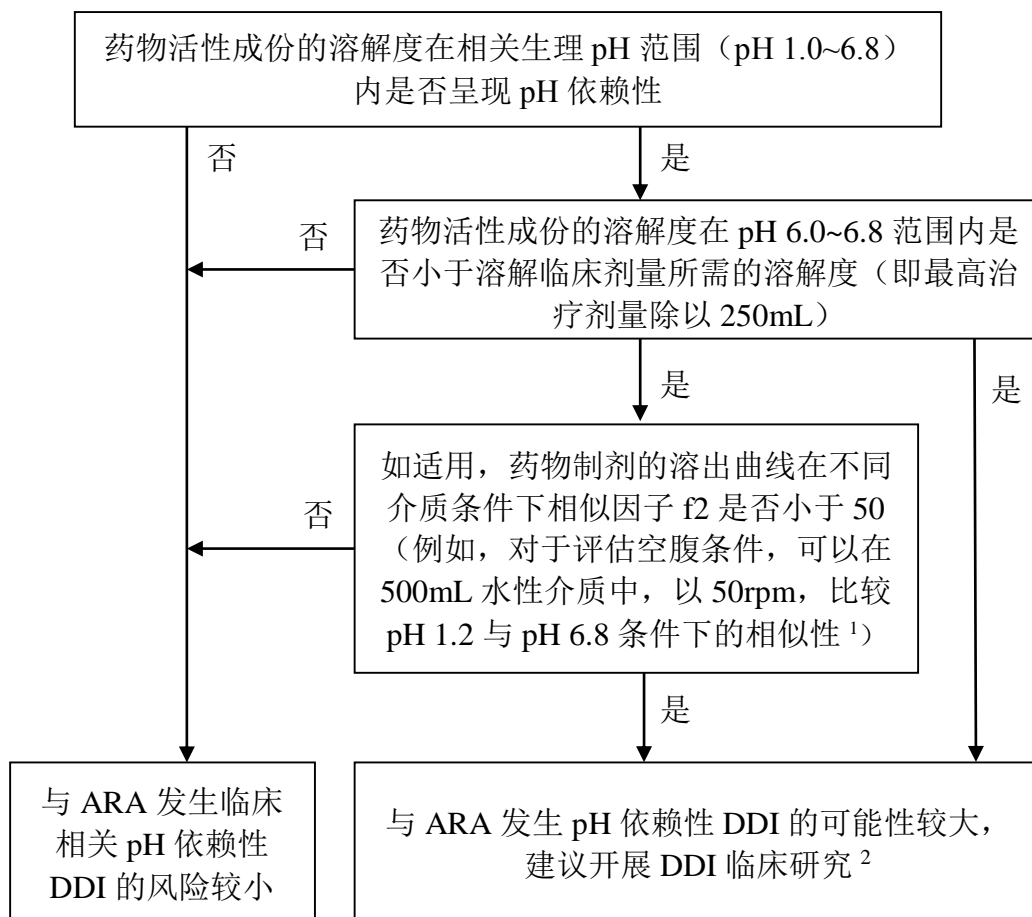 药物活性成份的溶解度在相关生理 pH 范围（pH 1.0~6.8）
内是否呈现 pH 依赖性
否
是
药物活性成份的溶解度在 pH 6.0~6.8 范围内是
否小于溶解临床剂量所需的溶解度（即最高治
疗剂量除以 250mL）
否
是
是
如适用，药物制剂的溶出曲线在不同
介质条件下相似因子 f2 是否小于 50
（例如，对于评估空腹条件，可以在
500mL 水性介质中，以 50rpm，比较
pH 1.2 与 pH 6.8 条件下的相似性 ¹）
否
是
与 ARA 发生临床
相关 pH 依赖性
DDI 的风险较小
与 ARA 发生 pH 依赖性 DDI 的可能性较大，
建议开展 DDI 临床研究 ²